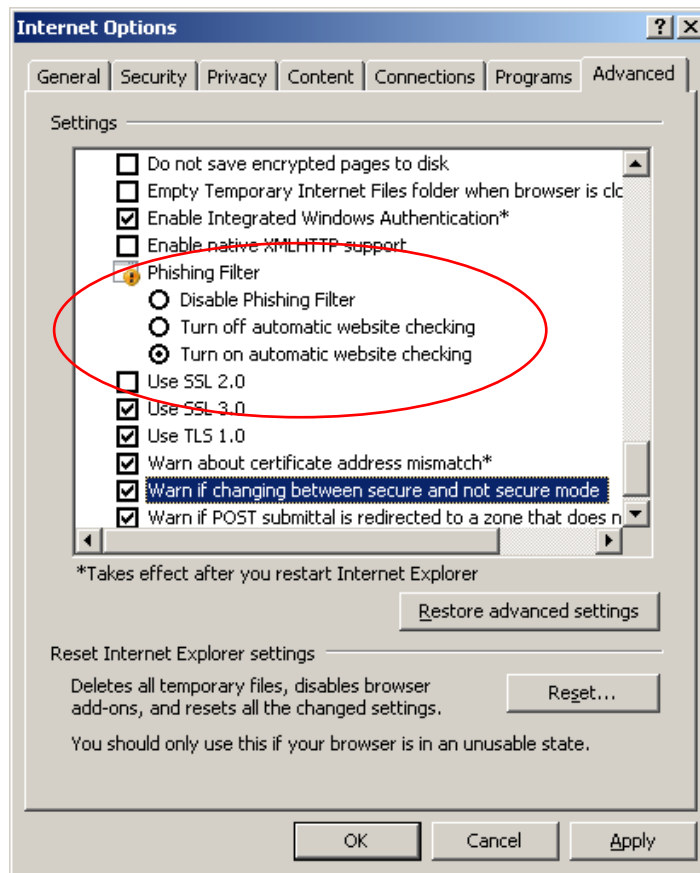 Internet Options
General Security Privacy Content Connections Programs Advanced
Settings
Do not save encrypted pages to disk
Empty Temporary Internet Files folder when browser is clo
Enable Integrated Windows Authentication*
Enable native XMLHTTP support
Phishing Filter
Disable Phishing Filter
Turn off automatic website checking
Turn on automatic website checking
Use SSL 2.0
Use SSL 3.0
Use TLS 1.0
Warn about certificate address mismatch*
Warn if changing between secure and not secure mode
Warn if POST submittal is redirected to a zone that does n
*Takes effect after you restart Internet Explorer
Restore advanced settings
Reset Internet Explorer settings
Deletes all temporary files, disables browser
add-ons, and resets all the changed settings.
Reset...
You should only use this if your browser is in an unusable state.
OK Cancel Apply